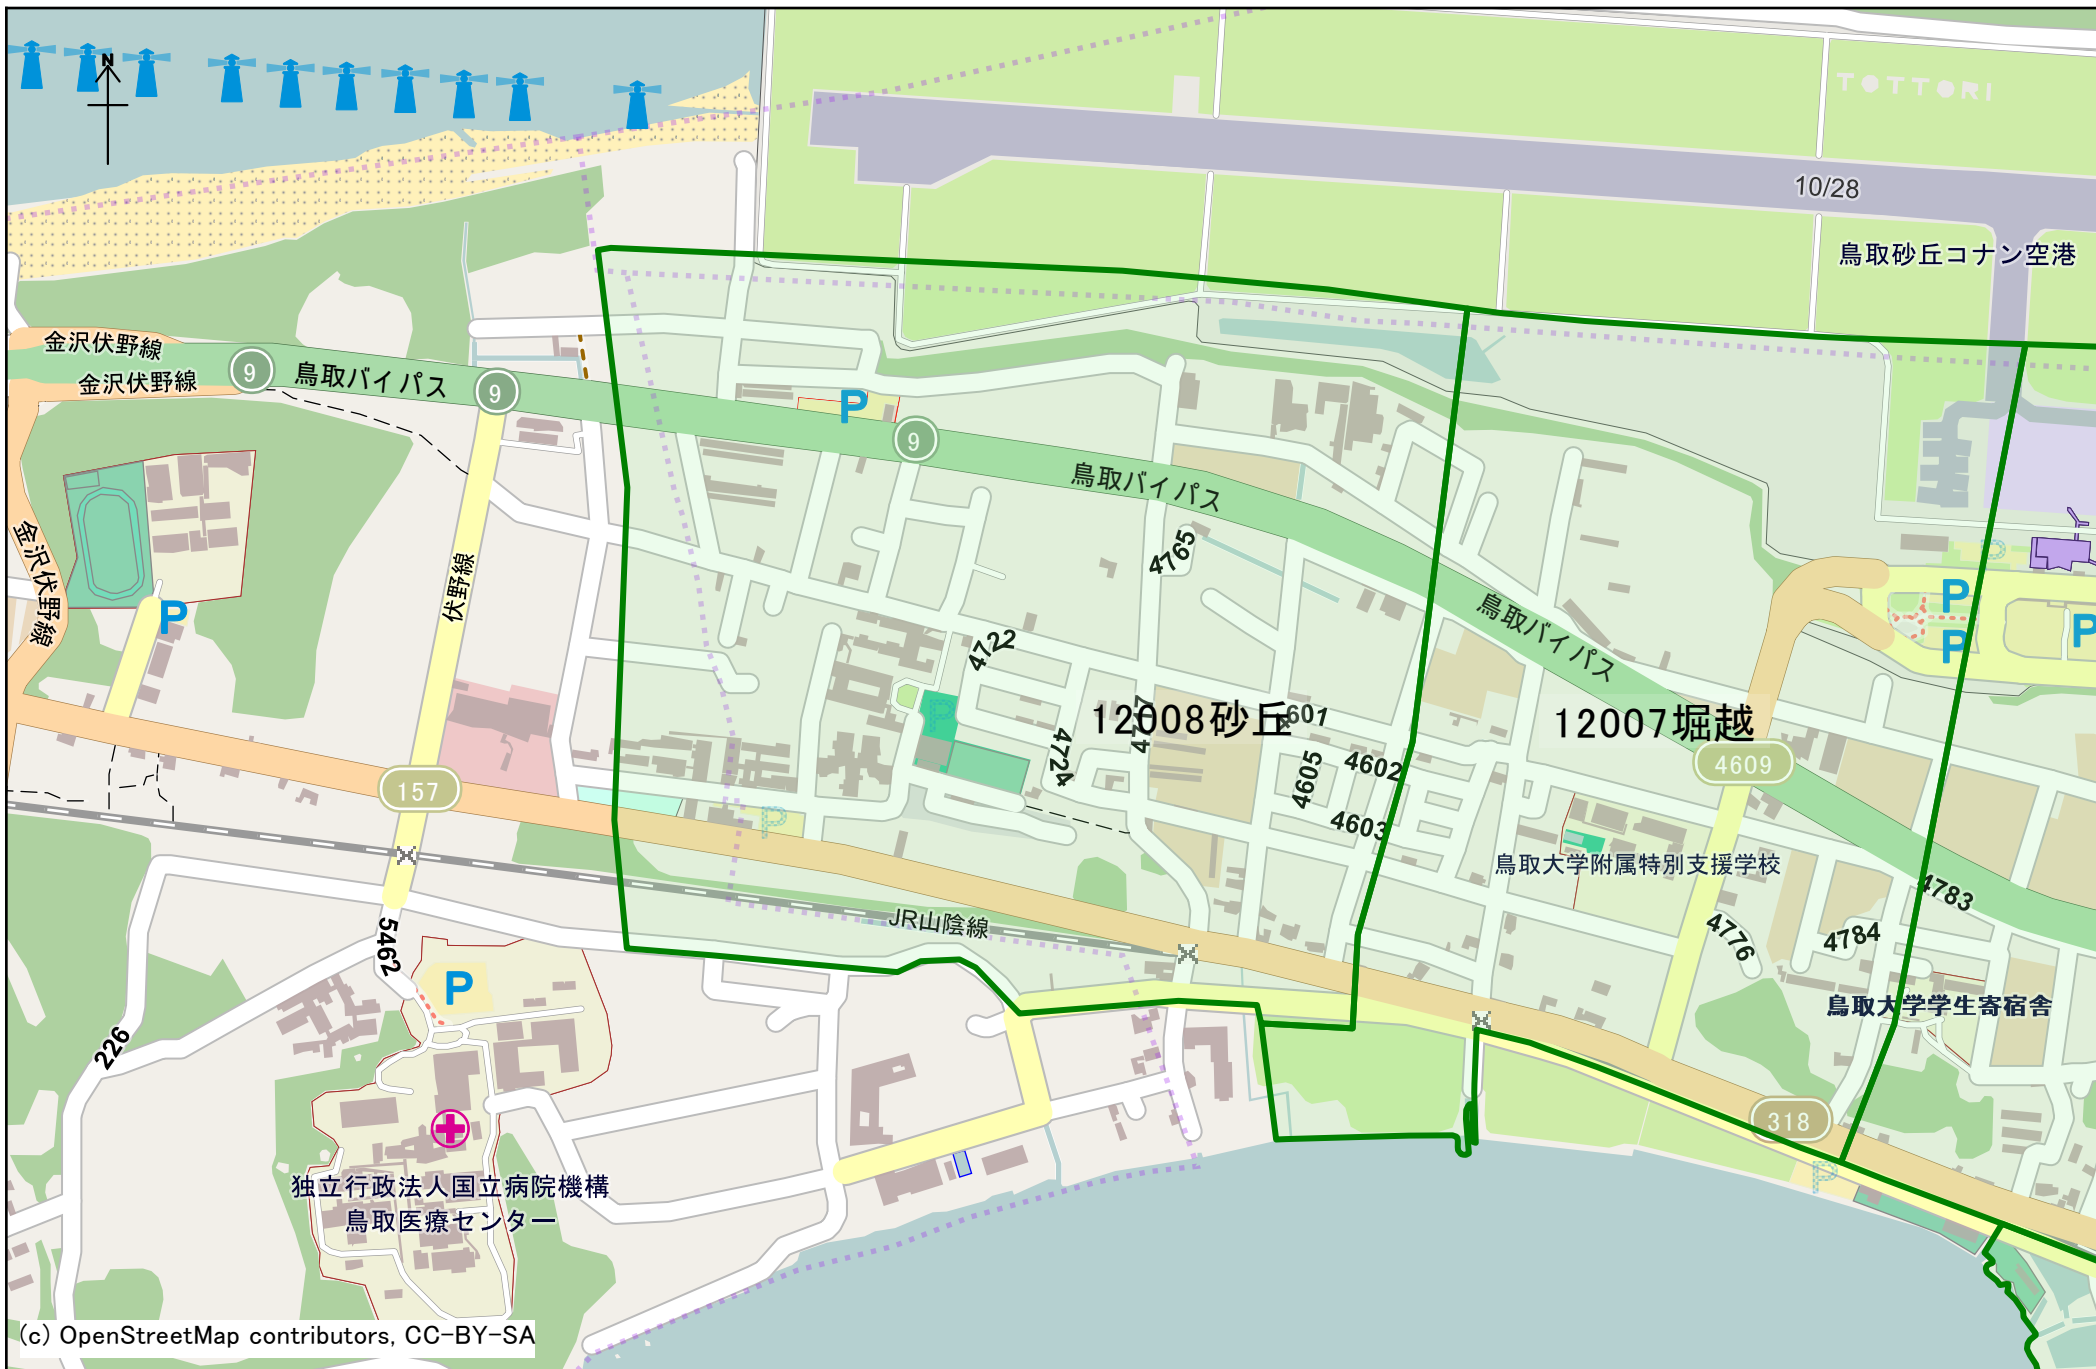 N
TOTTORI
10/28
鳥取砂丘コナン空港
金沢伏野線
金沢伏野線
9
鳥取バイパス
9
9
鳥取バイパス
金沢伏野線
伏野線
P
P
4765
鳥取バイパス
P
P
P
P
4722
P
12008砂丘
4717
4601
12007堀越
4724
4605
4602
4609
157
P
4603
鳥取大学附属特別支援学校
4783
JR山陰線
5462
4776
4784
P
鳥取大学学生寄宿舎
226
318
P
独立行政法人国立病院機構
鳥取医療センター
(c) OpenStreetMap contributors, CC-BY-SA